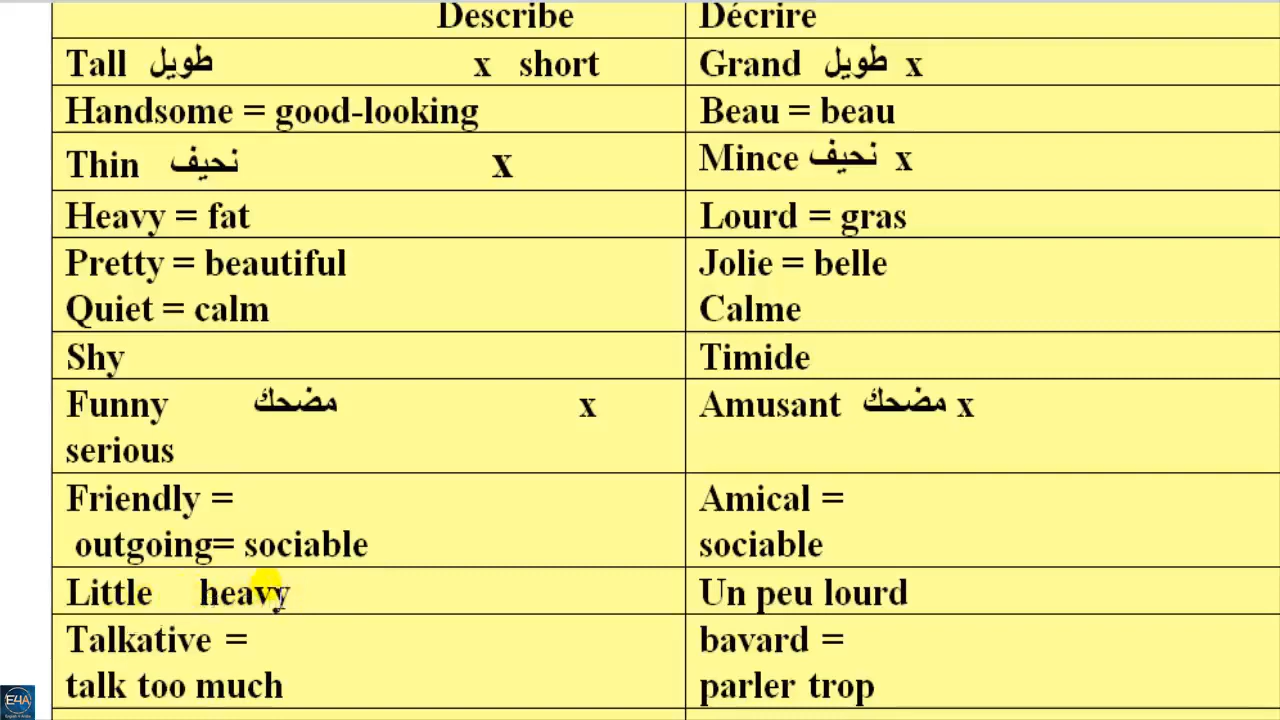 Describe Décrire
Tall طويل x short Grand طويل x
Handsome = good-looking Beau = beau
Thin نحيف x Mince نحيف x
Heavy = fat Lourd = gras
Pretty = beautiful Jolie = belle
Quiet = calm Calme
Shy Timide
Funny مضحك x Amusant مضحك x
serious
Friendly = Amical =
outgoing= sociable sociable
Little heavy Un peu lourd
Talkative = bavard =
talk too much parler trop
E4A